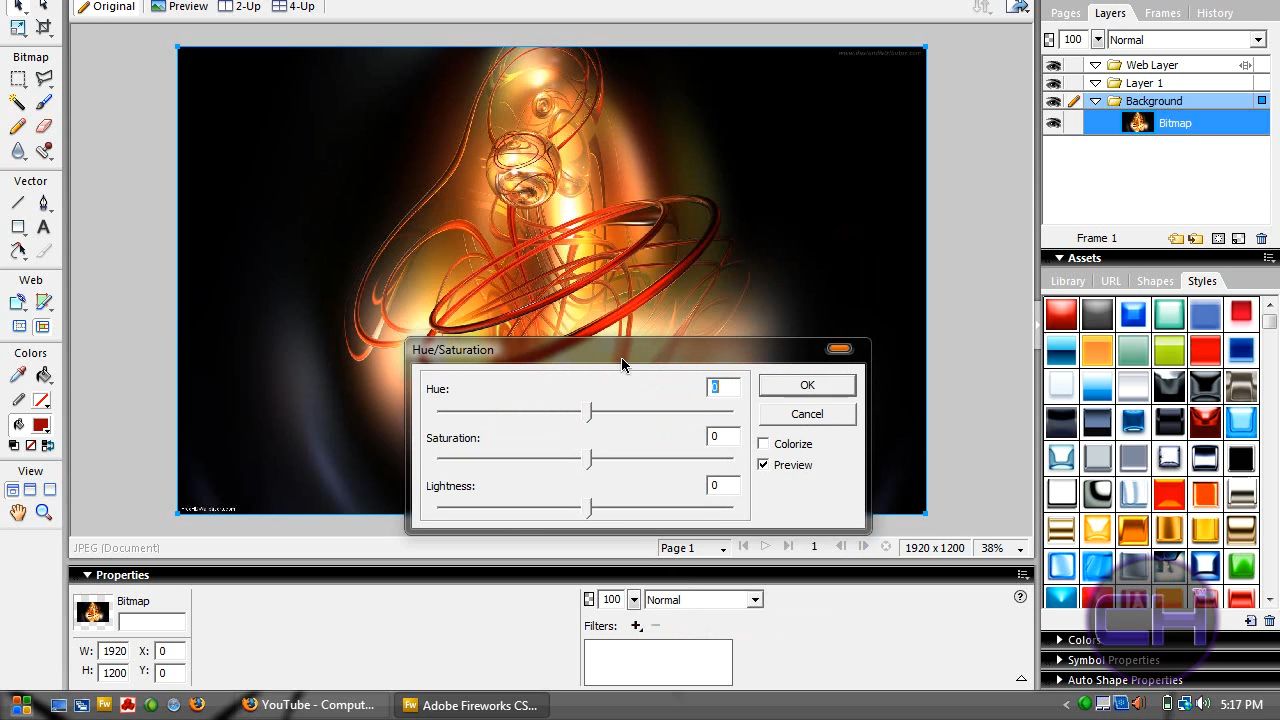 Original
Preview
2-Up
4-Up
Pages
Layers
Frames
History
100
Normal
Web Layer
Layer 1
Background
Bitmap
Frame 1
Assets
Library
URL
Shapes
Styles
Bitmap
Vector
Web
Colors
View
Hue/Saturation
Hue:
0
Saturation:
0
Lightness:
0
OK
Cancel
Colorize
Preview
JPEG (Document)
Page 1
1
1920 x 1200
38%
Properties
Bitmap
W: 1920 X: 0
H: 1200 Y: 0
100
Normal
Filters:
CH
TM
Colors
Symbol Properties
Auto Shape Properties
YouTube - Comput...
Adobe Fireworks CS...
5:17 PM